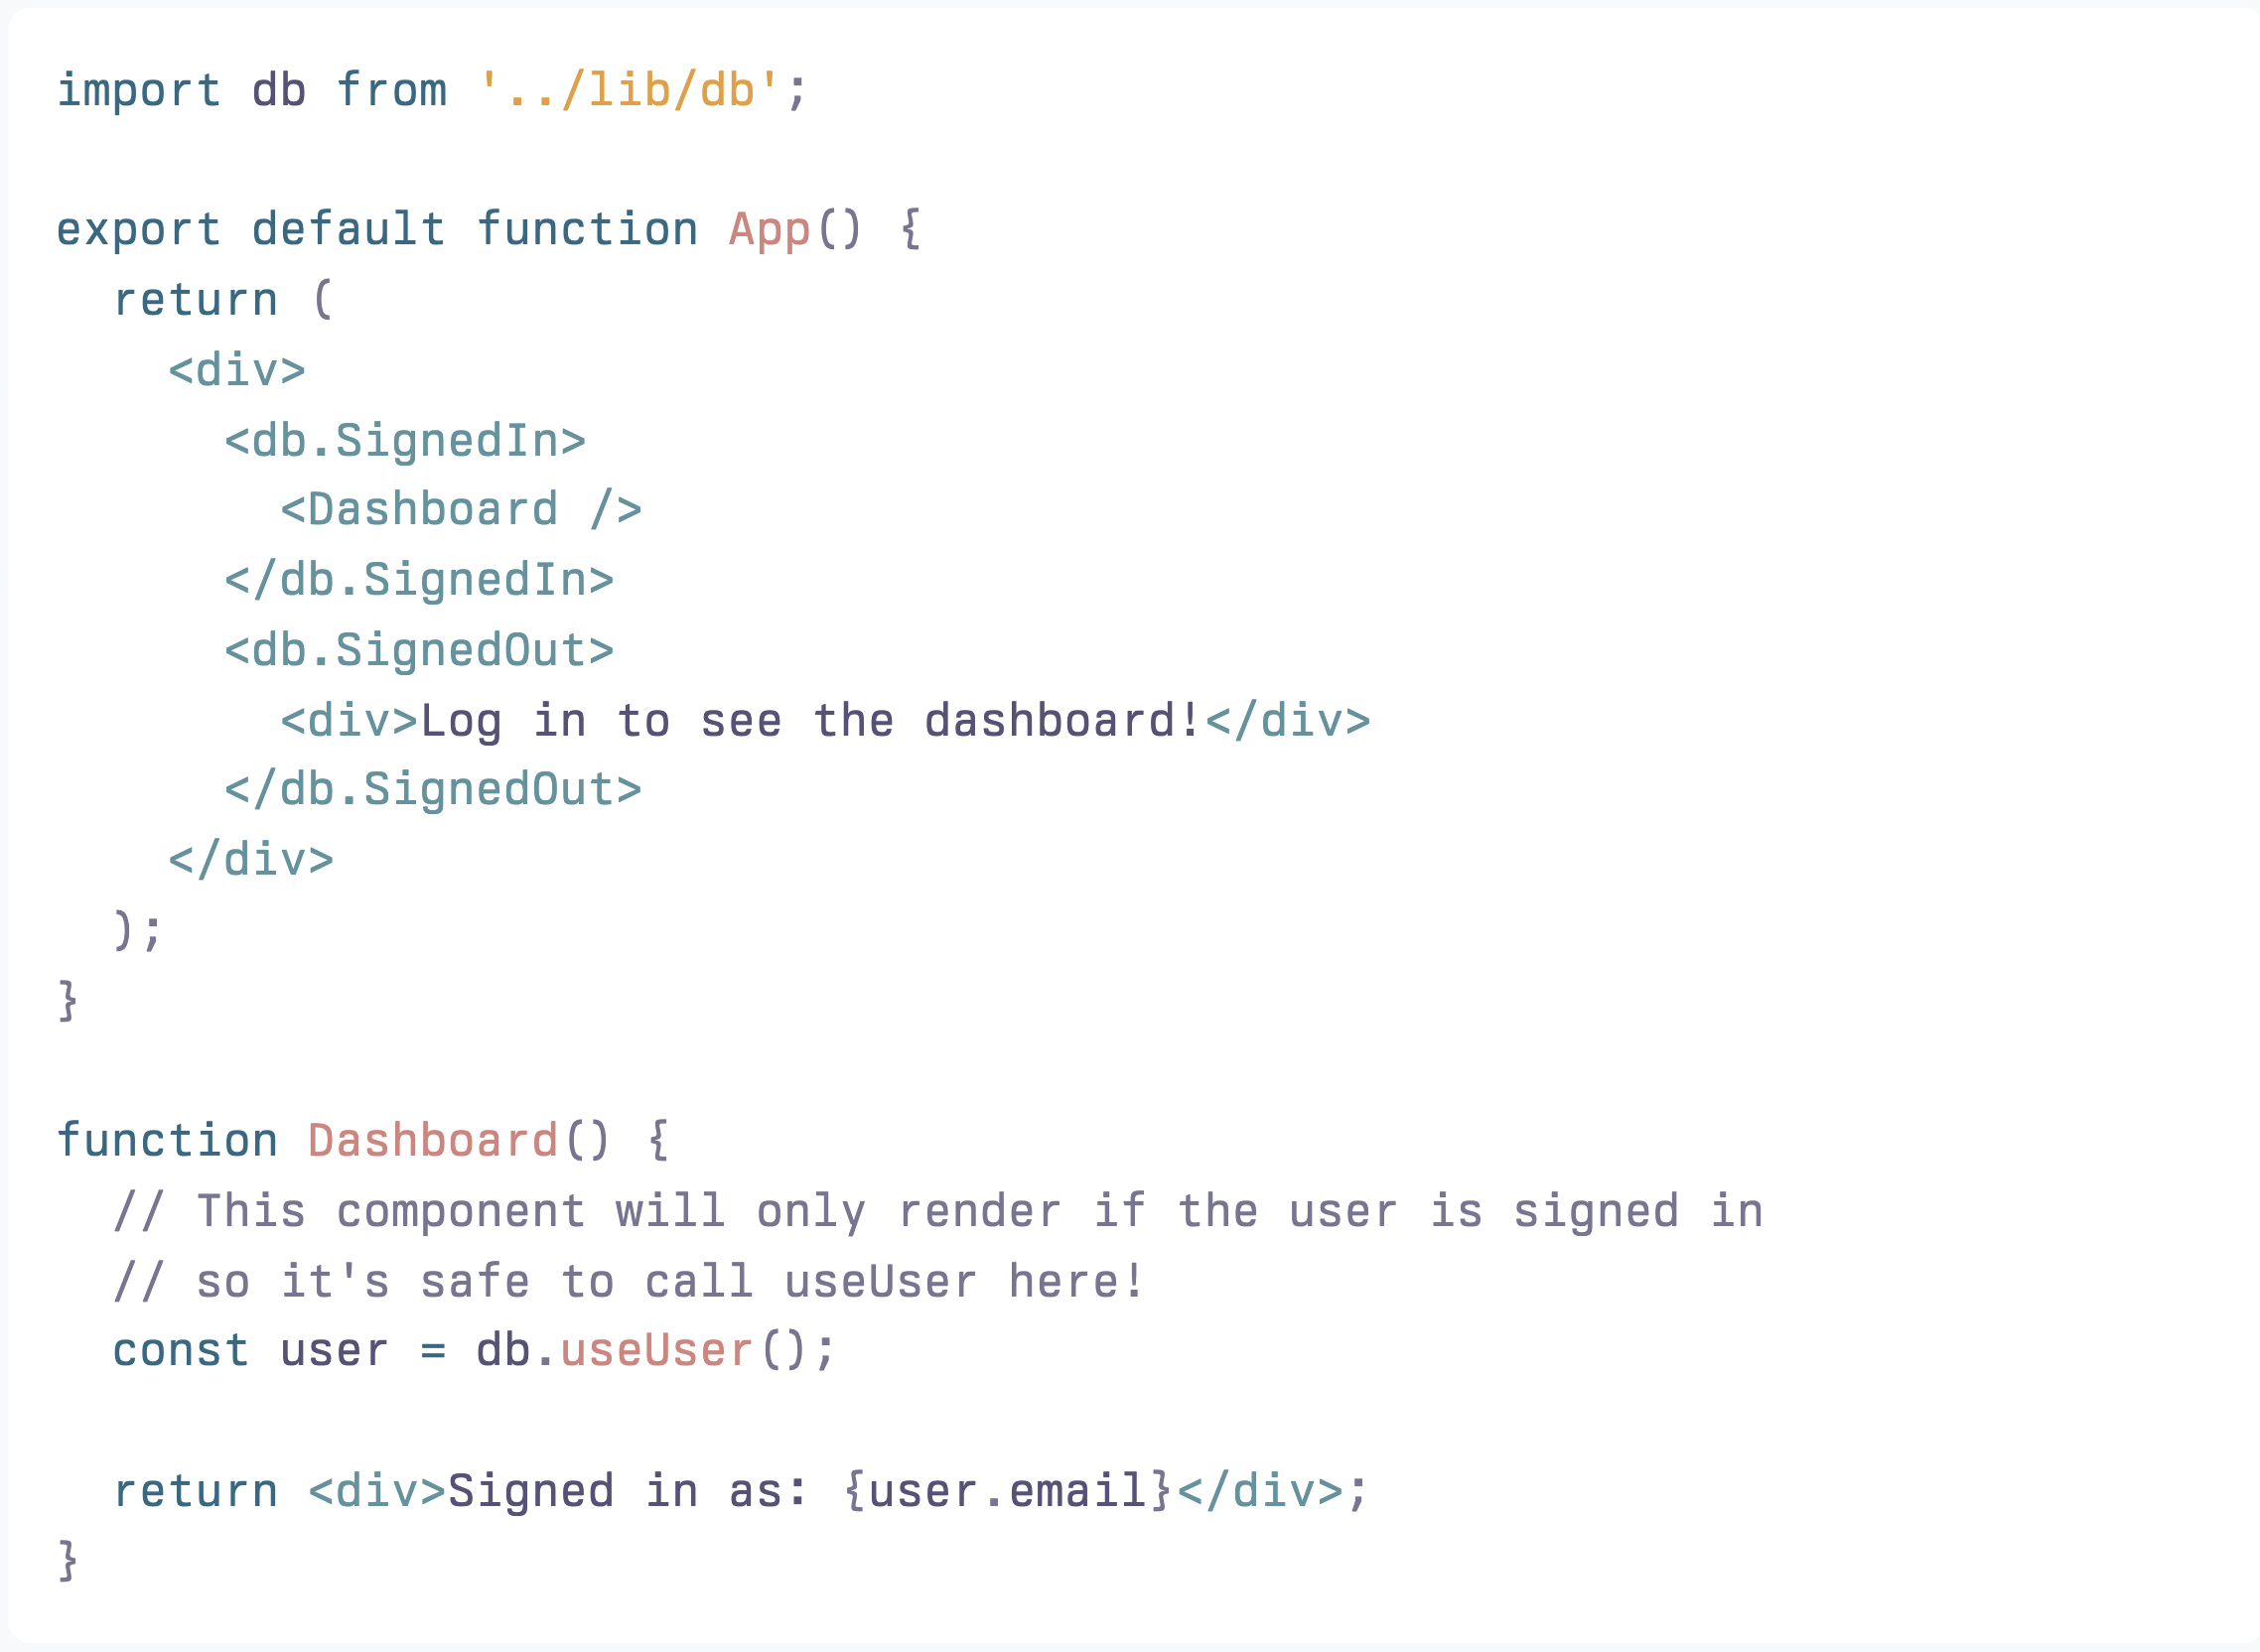 import db from '../lib/db';

export default function App() {
  return (
    <div>
      <db.SignedIn>
        <Dashboard />
      </db.SignedIn>
      <db.SignedOut>
        <div>Log in to see the dashboard!</div>
      </db.SignedOut>
    </div>
  );
}

function Dashboard() {
  // This component will only render if the user is signed in
  // so it's safe to call useUser here!
  const user = db.useUser();

  return <div>Signed in as: {user.email}</div>;
}